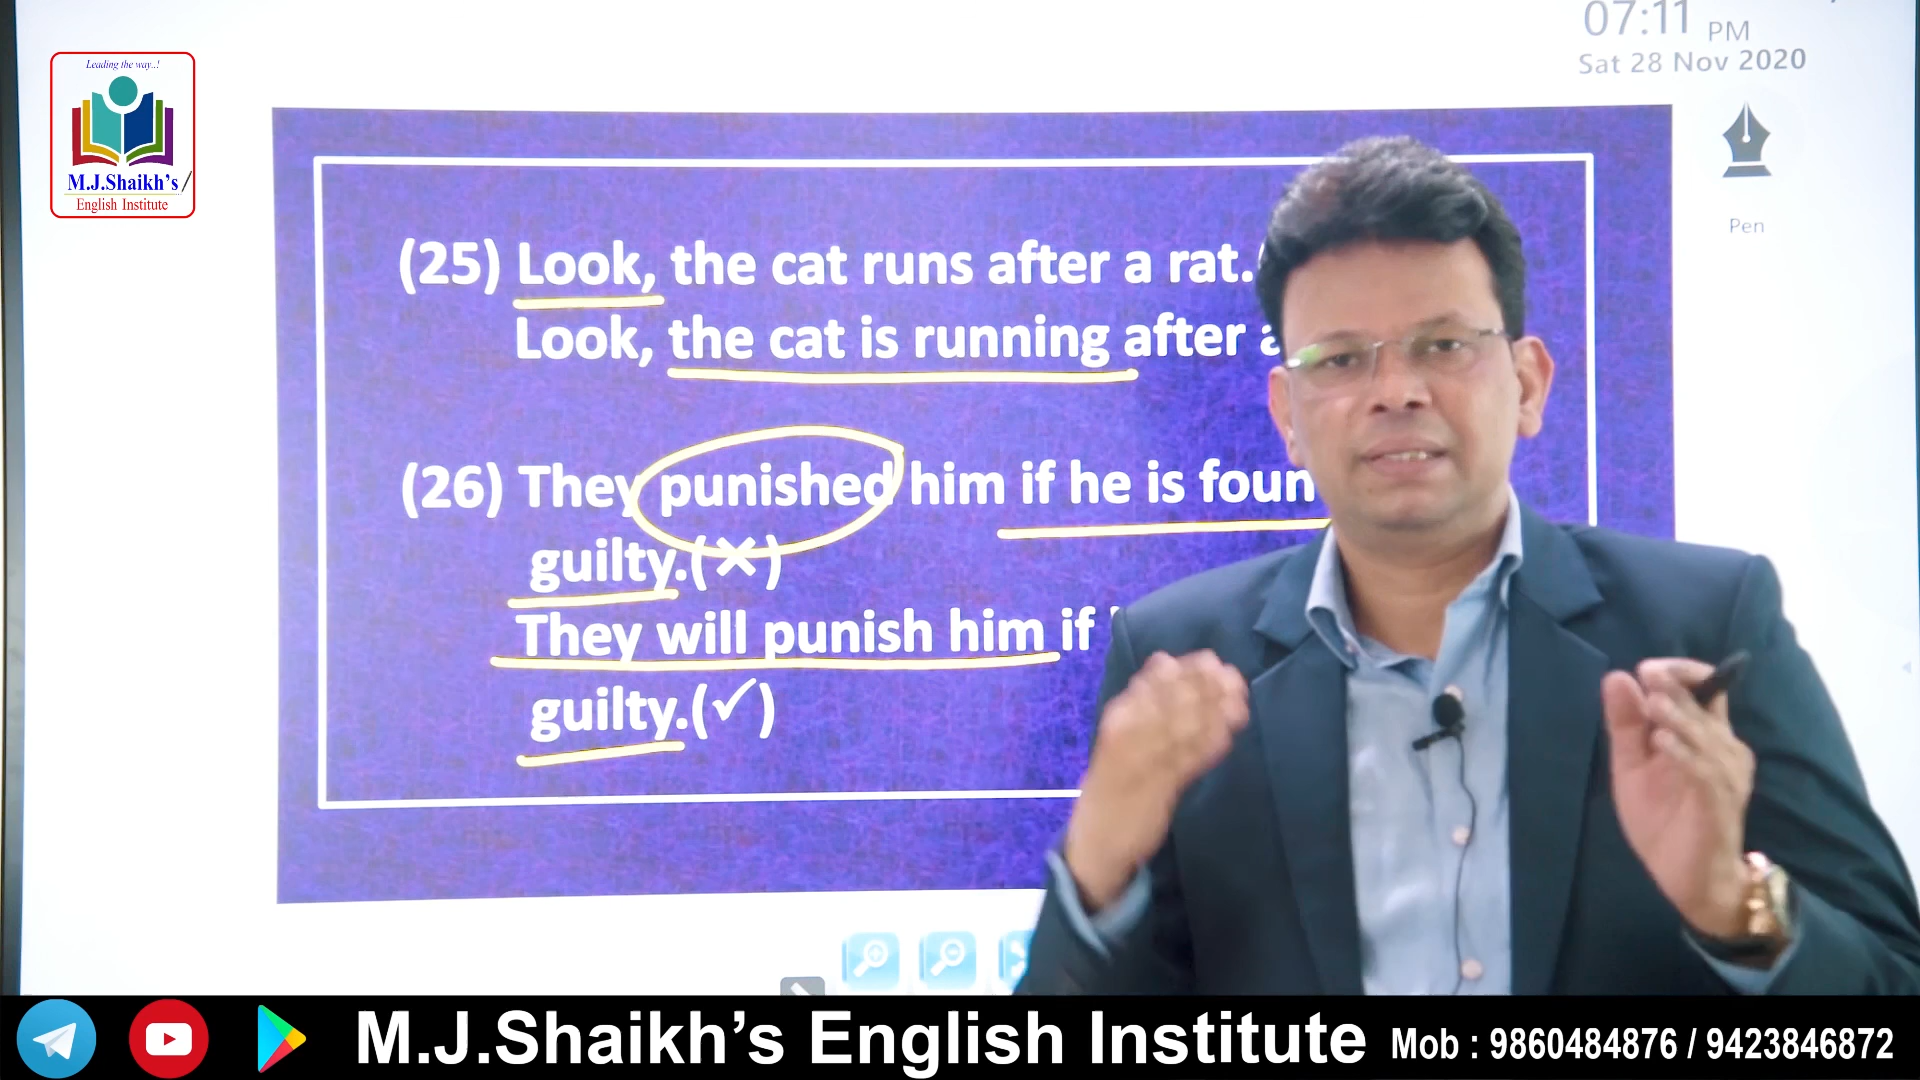 07:11 PM
Sat 28 Nov 2020
Leading the way..!
M.J.Shaikh's
English Institute
Pen
(25) Look, the cat runs after a rat.
Look, the cat is running after a
(26) They punished him if he is foun
guilty.(×)
They will punish him if
guilty.(✓)
M.J.Shaikh's English Institute Mob : 9860484876 / 9423846872